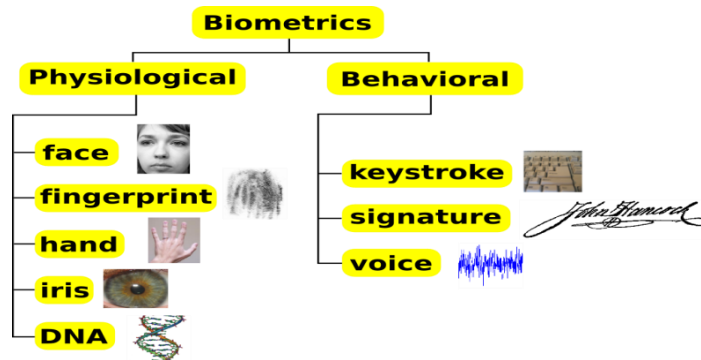 Biometrics
Physiological
Behavioral
face
fingerprint
hand
iris
DNA
keystroke
signature
John Hancock
voice